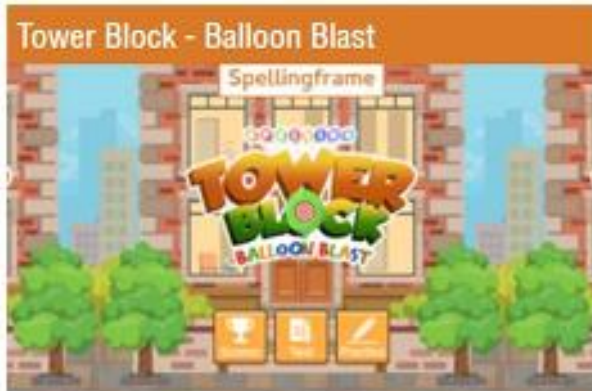 Tower Block - Balloon Blast
Spellingframe
TOWER
BLOCK
BALLOON BLAST